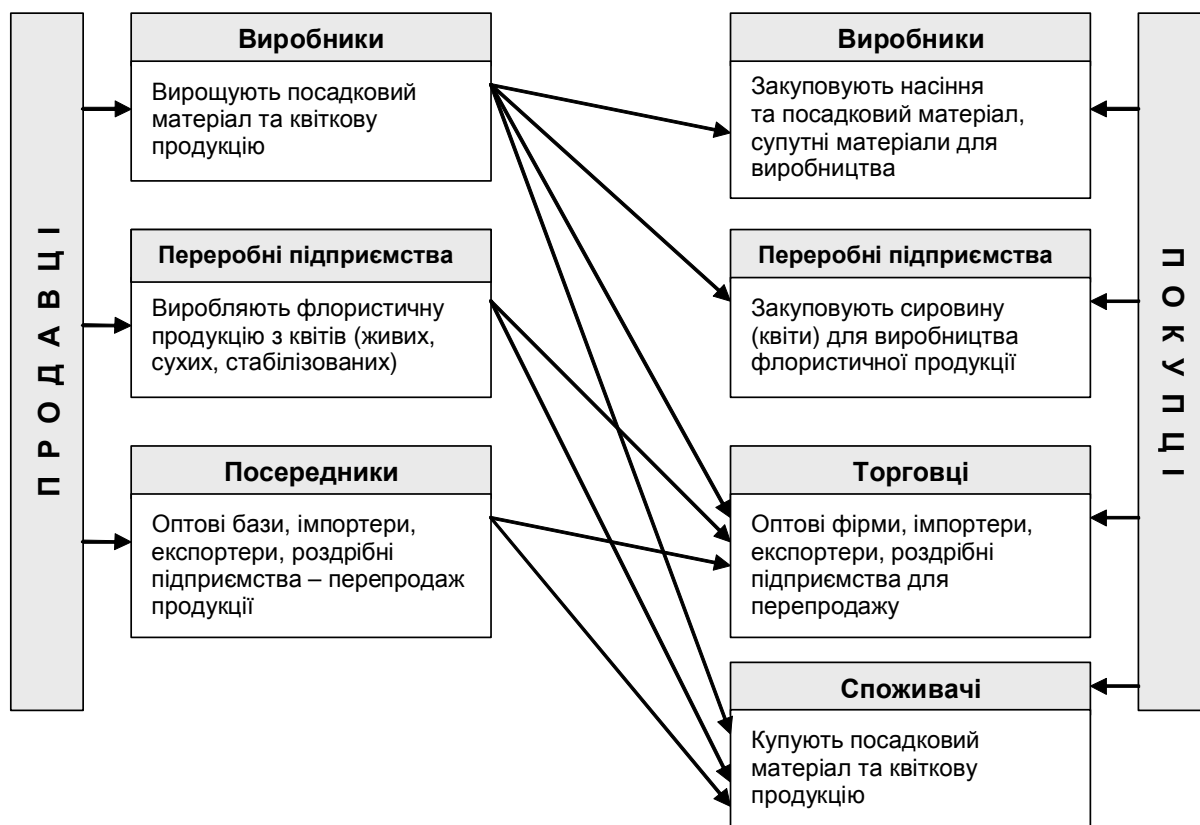 ПРОДАВЦІ
Виробники
Вирощують посадковий
матеріал та квіткову
продукцію
Переробні підприємства
Виробляють флористичну
продукцію з квітів (живих,
сухих, стабілізованих)
Посередники
Оптові бази, імпортери,
експортери, роздрібні
підприємства – перепродаж
продукції
Виробники
Закуповують насіння
та посадковий матеріал,
супутні матеріали для
виробництва
Переробні підприємства
Закуповують сировину
(квіти) для виробництва
флористичної продукції
Торговці
Оптові фірми, імпортери,
експортери, роздрібні
підприємства для
перепродажу
Споживачі
Купують посадковий
матеріал та квіткову
продукцію
ПОКУПЦІ